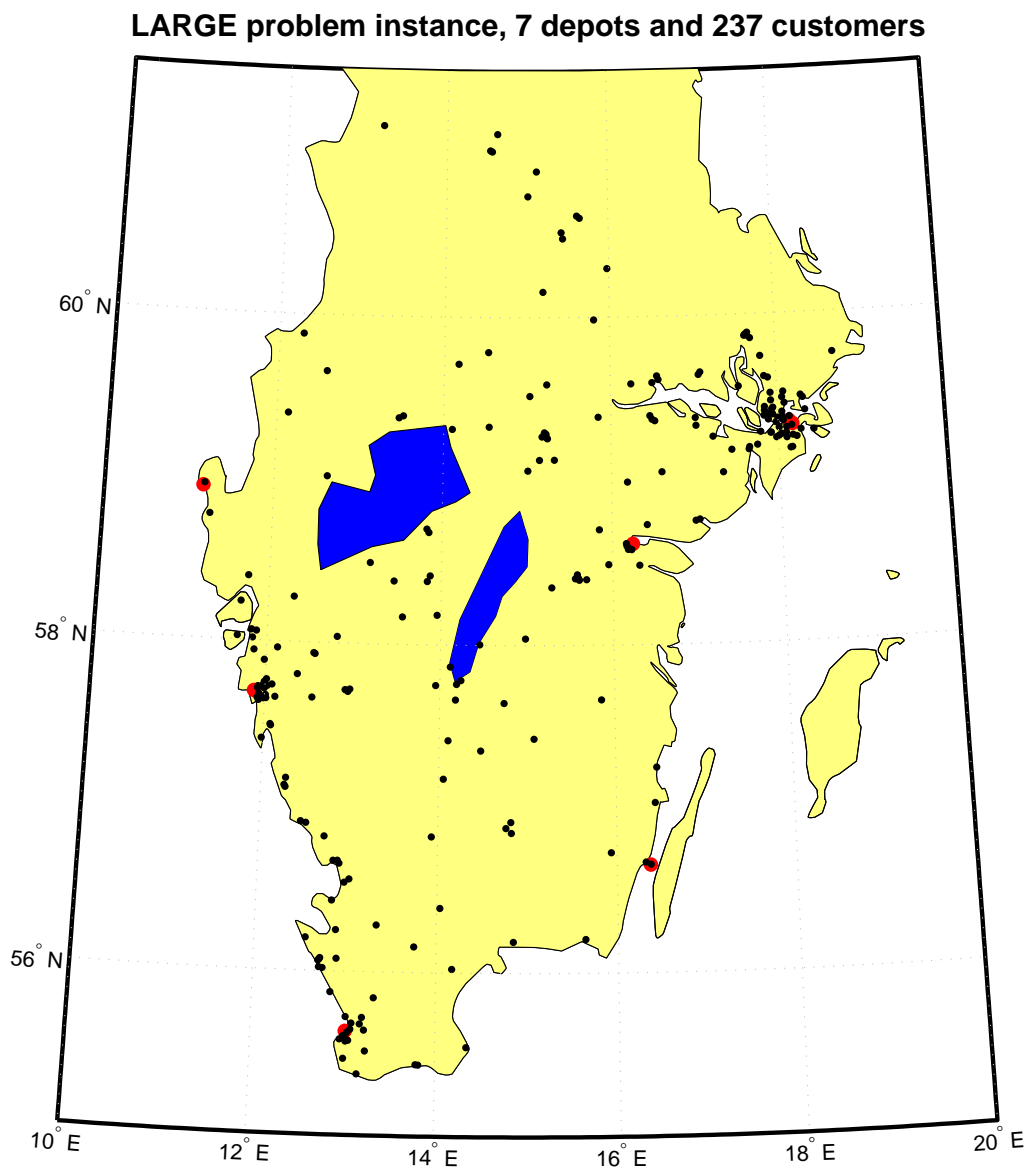 LARGE problem instance, 7 depots and 237 customers
60° N
58° N
56° N
10° E
12° E
14° E
16° E
18° E
20° E